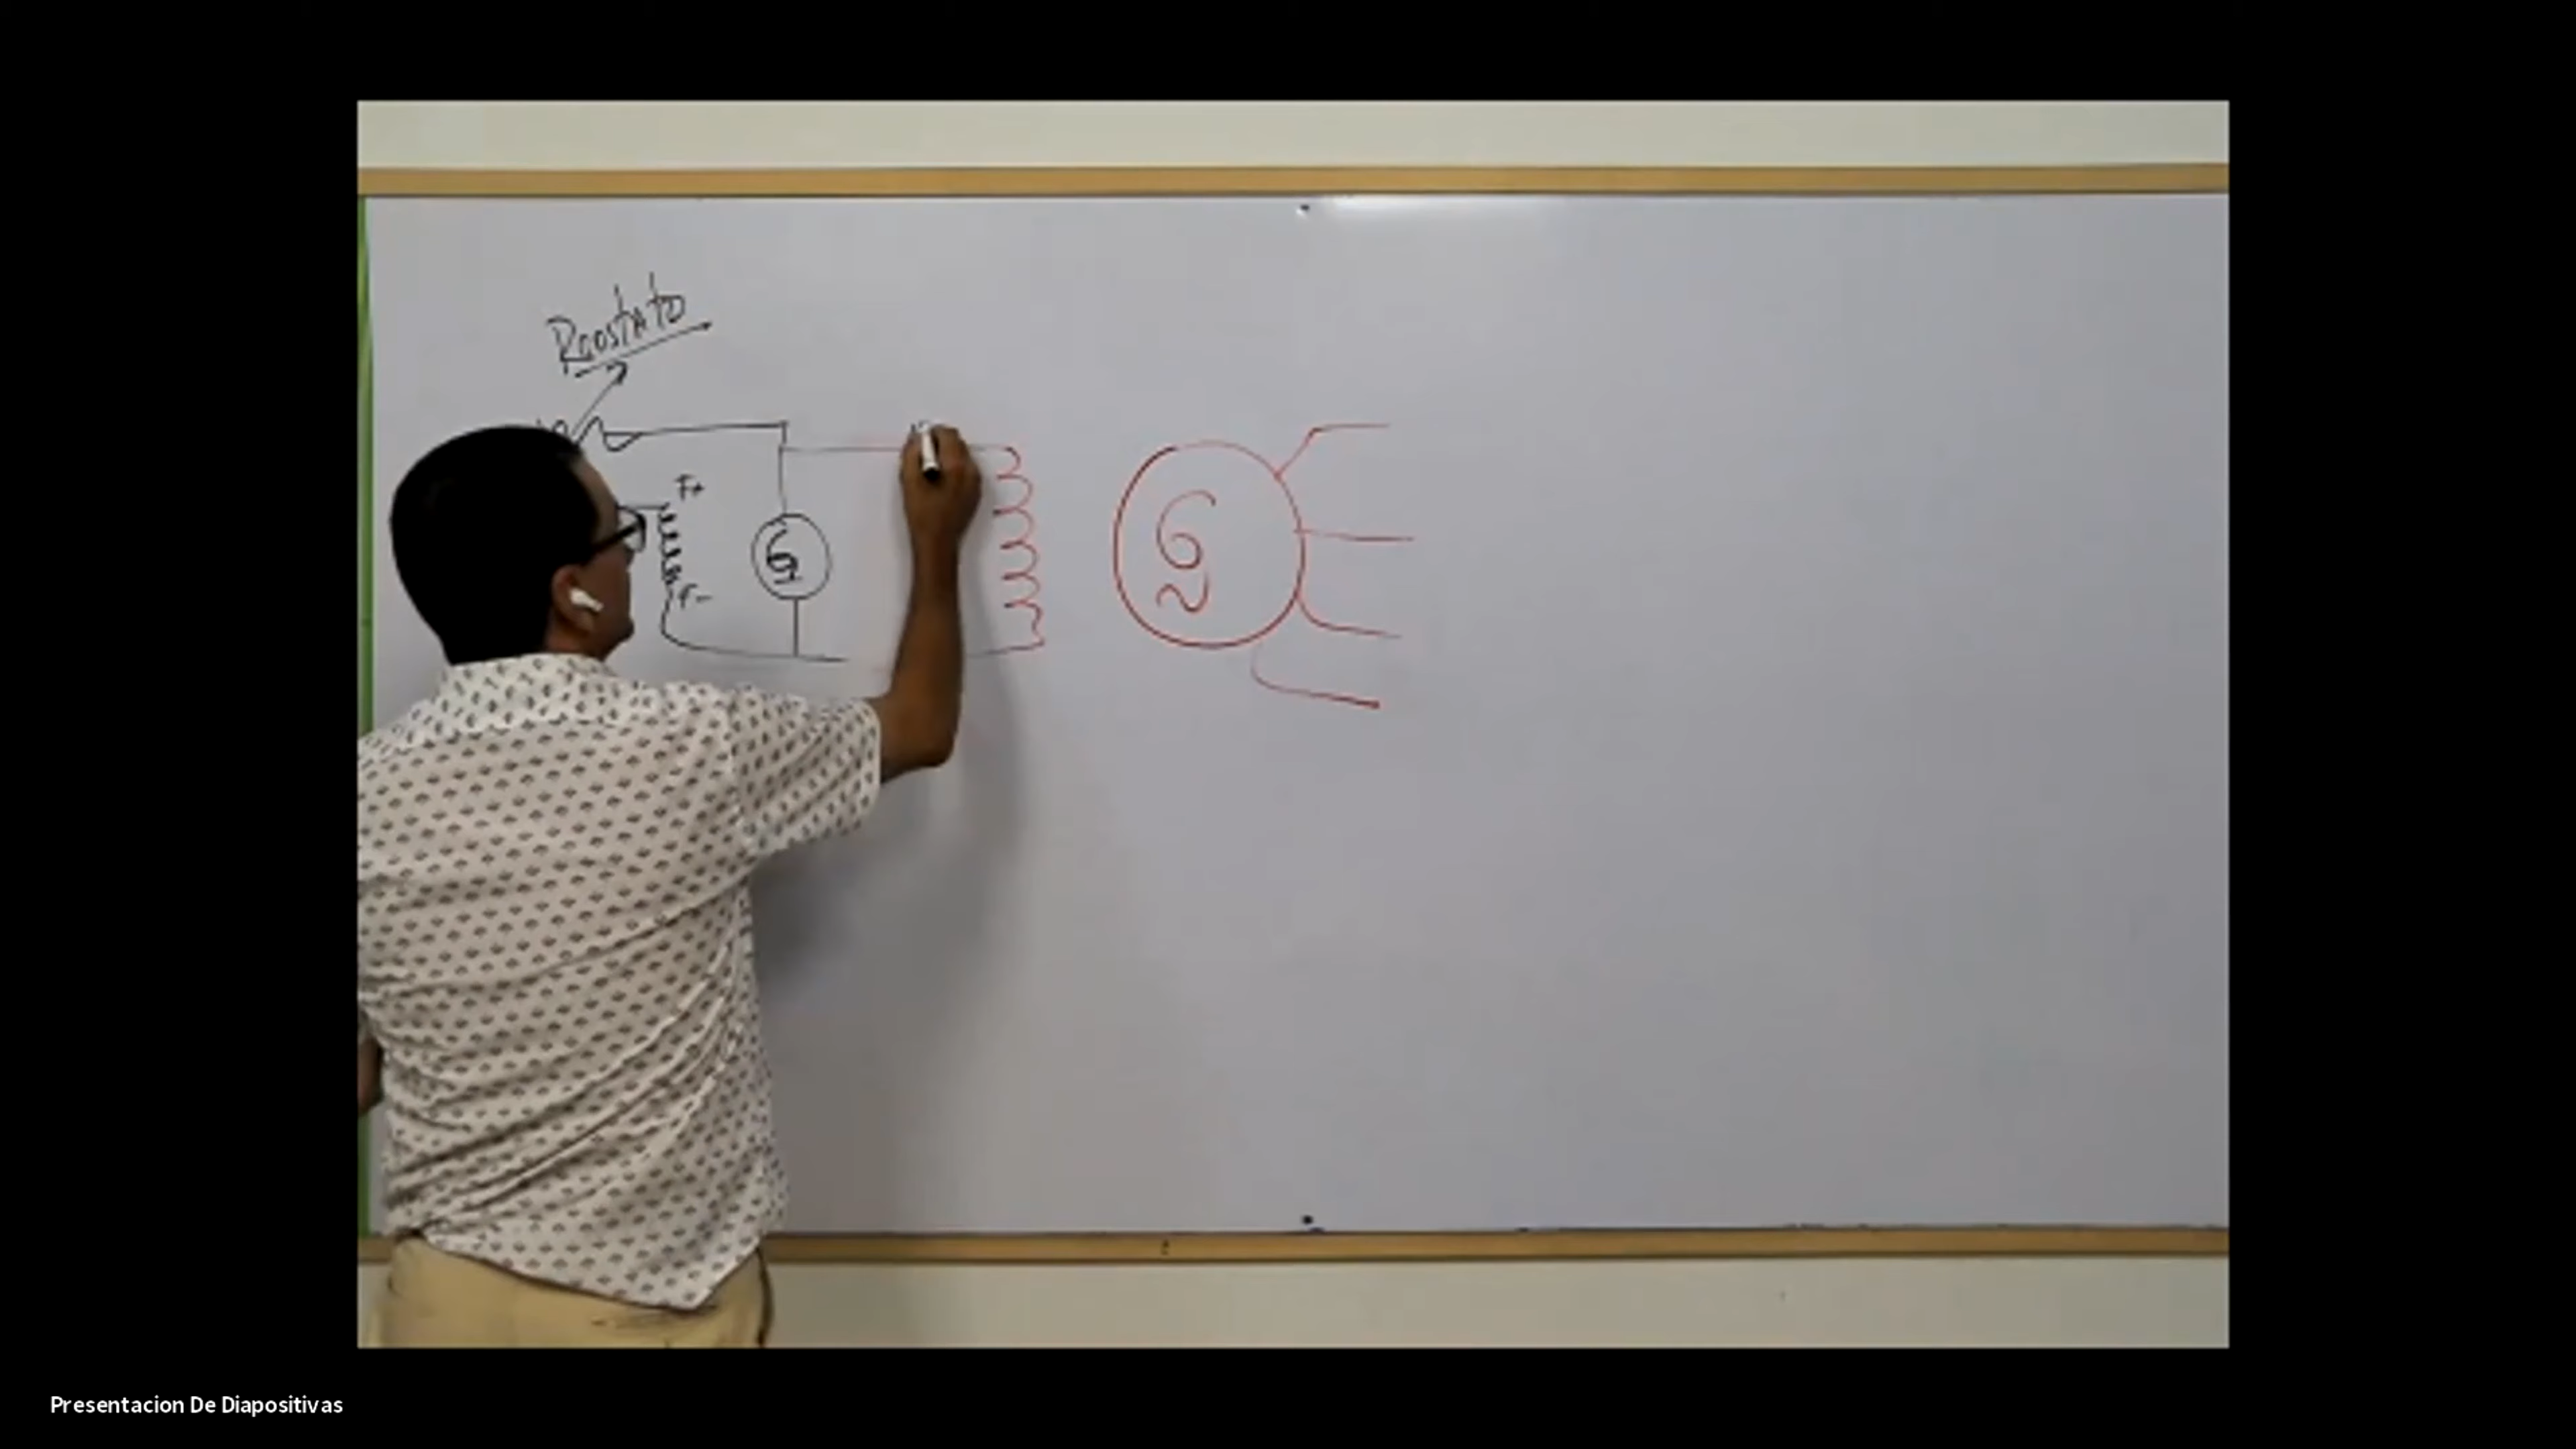 Reostato
F+
G
F-
G
Presentacion De Diapositivas